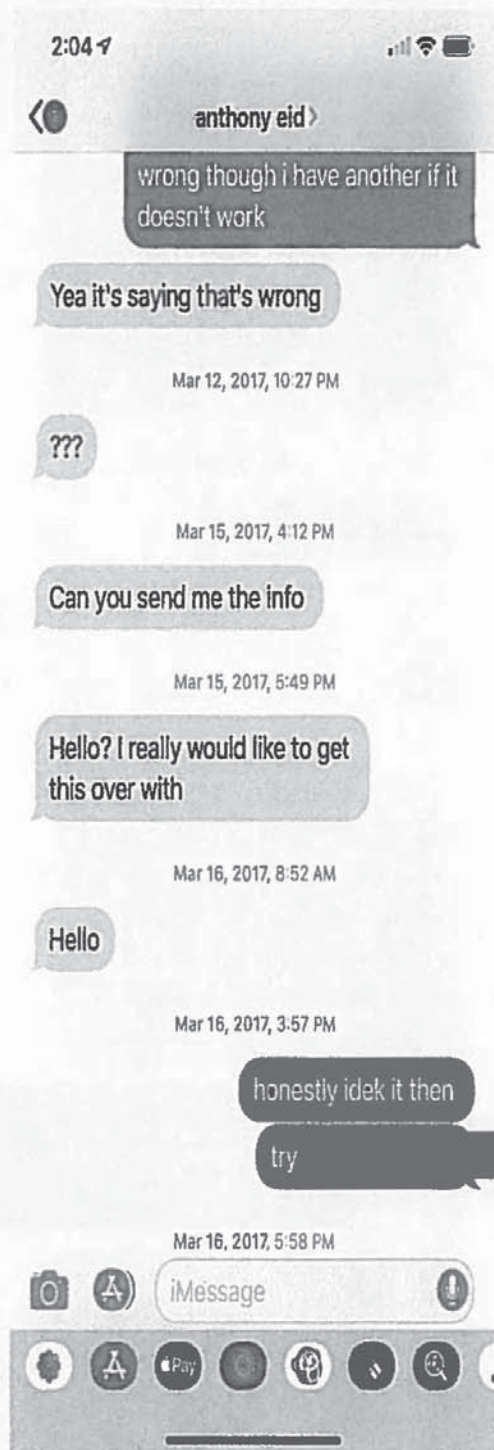 2:04
anthony eid
wrong though i have another if it
doesn't work
Yea it's saying that's wrong
Mar 12, 2017, 10:27 PM
???
Mar 15, 2017, 4:12 PM
Can you send me the info
Mar 15, 2017, 5:49 PM
Hello? I really would like to get
this over with
Mar 16, 2017, 8:52 AM
Hello
Mar 16, 2017, 3:57 PM
honestly idek it then
try
Mar 16, 2017, 5:58 PM
iMessage
Pay